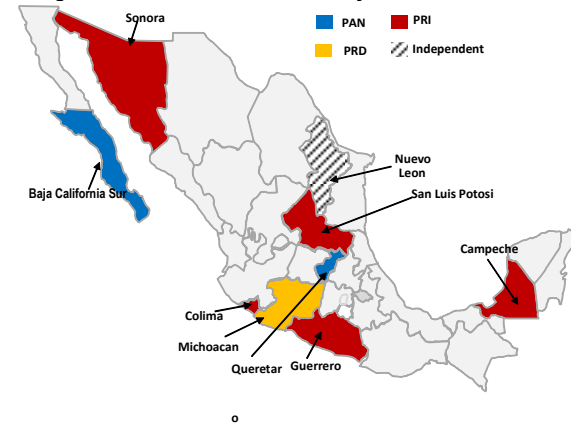 Sonora
PAN
PRI
PRD
Independent
Nuevo
Leon
Baja California Sur
San Luis Potosi
Campeche
Colima
Michoacan
Queretar
Guerrero
o